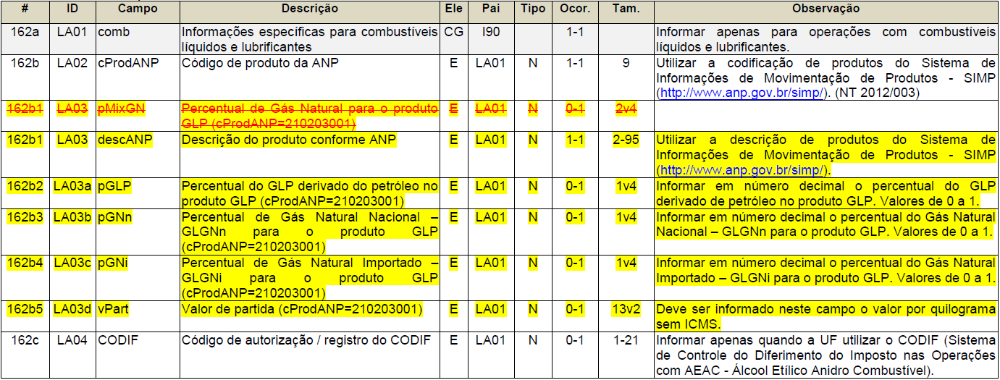 # ID Campo Descrição Ele Pai Tipo Ocor. Tam. Observação
162a LA01 comb Informações específicas para combustíveis líquidos e lubrificantes CG I90 1-1 Informar apenas para operações com combustíveis líquidos e lubrificantes.
162b LA02 cProdANP Código de produto da ANP E LA01 N 1-1 9 Utilizar a codificação de produtos do Sistema de Informações de Movimentação de Produtos - SIMP (http://www.anp.gov.br/simp/). (NT 2012/003)
162b1 LA03 pMixGN Percentual de Gás Natural para o produto GLP (cProdANP=210203001) E LA01 N 0-1 2v4
162b1 LA03 descANP Descrição do produto conforme ANP E LA01 N 1-1 2-95 Utilizar a descrição de produtos do Sistema de Informações de Movimentação de Produtos - SIMP (http://www.anp.gov.br/simp/).
162b2 LA03a pGLP Percentual do GLP derivado do petróleo no produto GLP (cProdANP=210203001) E LA01 N 0-1 1v4 Informar em número decimal o percentual do GLP derivado de petróleo no produto GLP. Valores de 0 a 1.
162b3 LA03b pGNn Percentual de Gás Natural Nacional – GLGNn para o produto GLP (cProdANP=210203001) E LA01 N 0-1 1v4 Informar em número decimal o percentual do Gás Natural Nacional – GLGNn para o produto GLP. Valores de 0 a 1.
162b4 LA03c pGNi Percentual de Gás Natural Importado – GLGNi para o produto GLP (cProdANP=210203001) E LA01 N 0-1 1v4 Informar em número decimal o percentual do Gás Natural Importado – GLGNi para o produto GLP. Valores de 0 a 1.
162b5 LA03d vPart Valor de partida (cProdANP=210203001) E LA01 N 0-1 13v2 Deve ser informado neste campo o valor por quilograma sem ICMS.
162c LA04 CODIF Código de autorização / registro do CODIF E LA01 N 0-1 1-21 Informar apenas quando a UF utilizar o CODIF (Sistema de Controle do Diferimento do Imposto nas Operações com AEAC - Álcool Etílico Anidro Combustível).